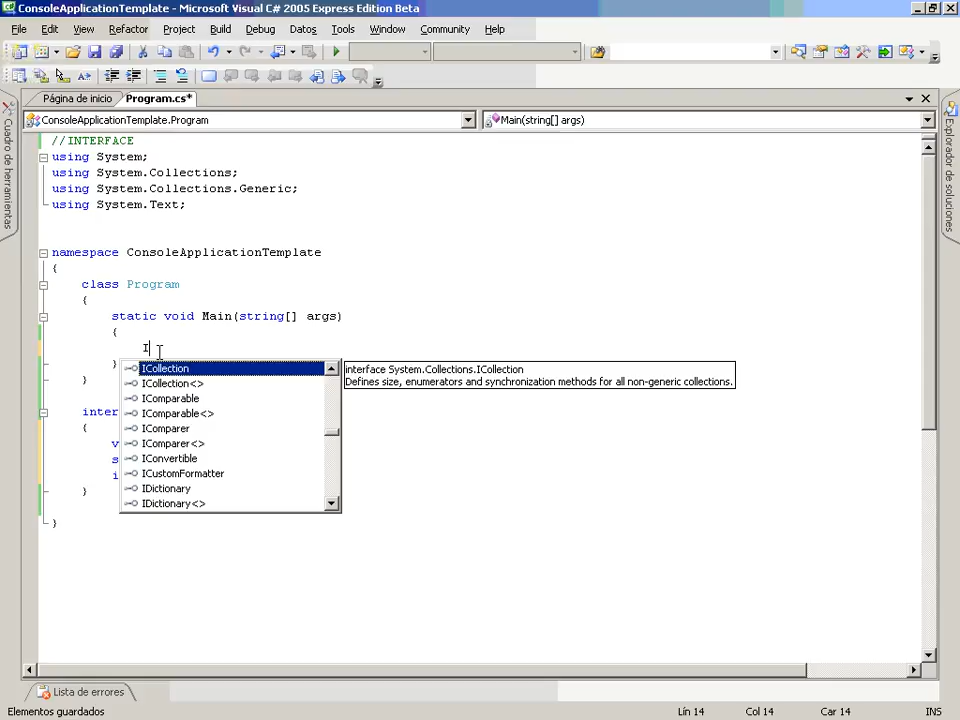 ConsoleApplicationTemplate - Microsoft Visual C# 2005 Express Edition Beta
File Edit View Refactor Project Build Debug Datos Tools Window Community Help
Página de inicio Program.cs*
ConsoleApplicationTemplate.Program Main(string[] args)
Cuadro de herramientas
Explorador de soluciones
//INTERFACE
using System;
using System.Collections;
using System.Collections.Generic;
using System.Text;
namespace ConsoleApplicationTemplate
{
class Program
{
static void Main(string[] args)
{
I
}
}
ICollection
ICollection<>
IComparable
IComparable<>
IComparer
IComparer<>
IConvertible
ICustomFormatter
IDictionary
IDictionary<>
interface System.Collections.ICollection
Defines size, enumerators and synchronization methods for all non-generic collections.
inter
{
v
s
i
}
}
Lista de errores
Elementos guardados Lín 14 Col 14 Car 14 INS